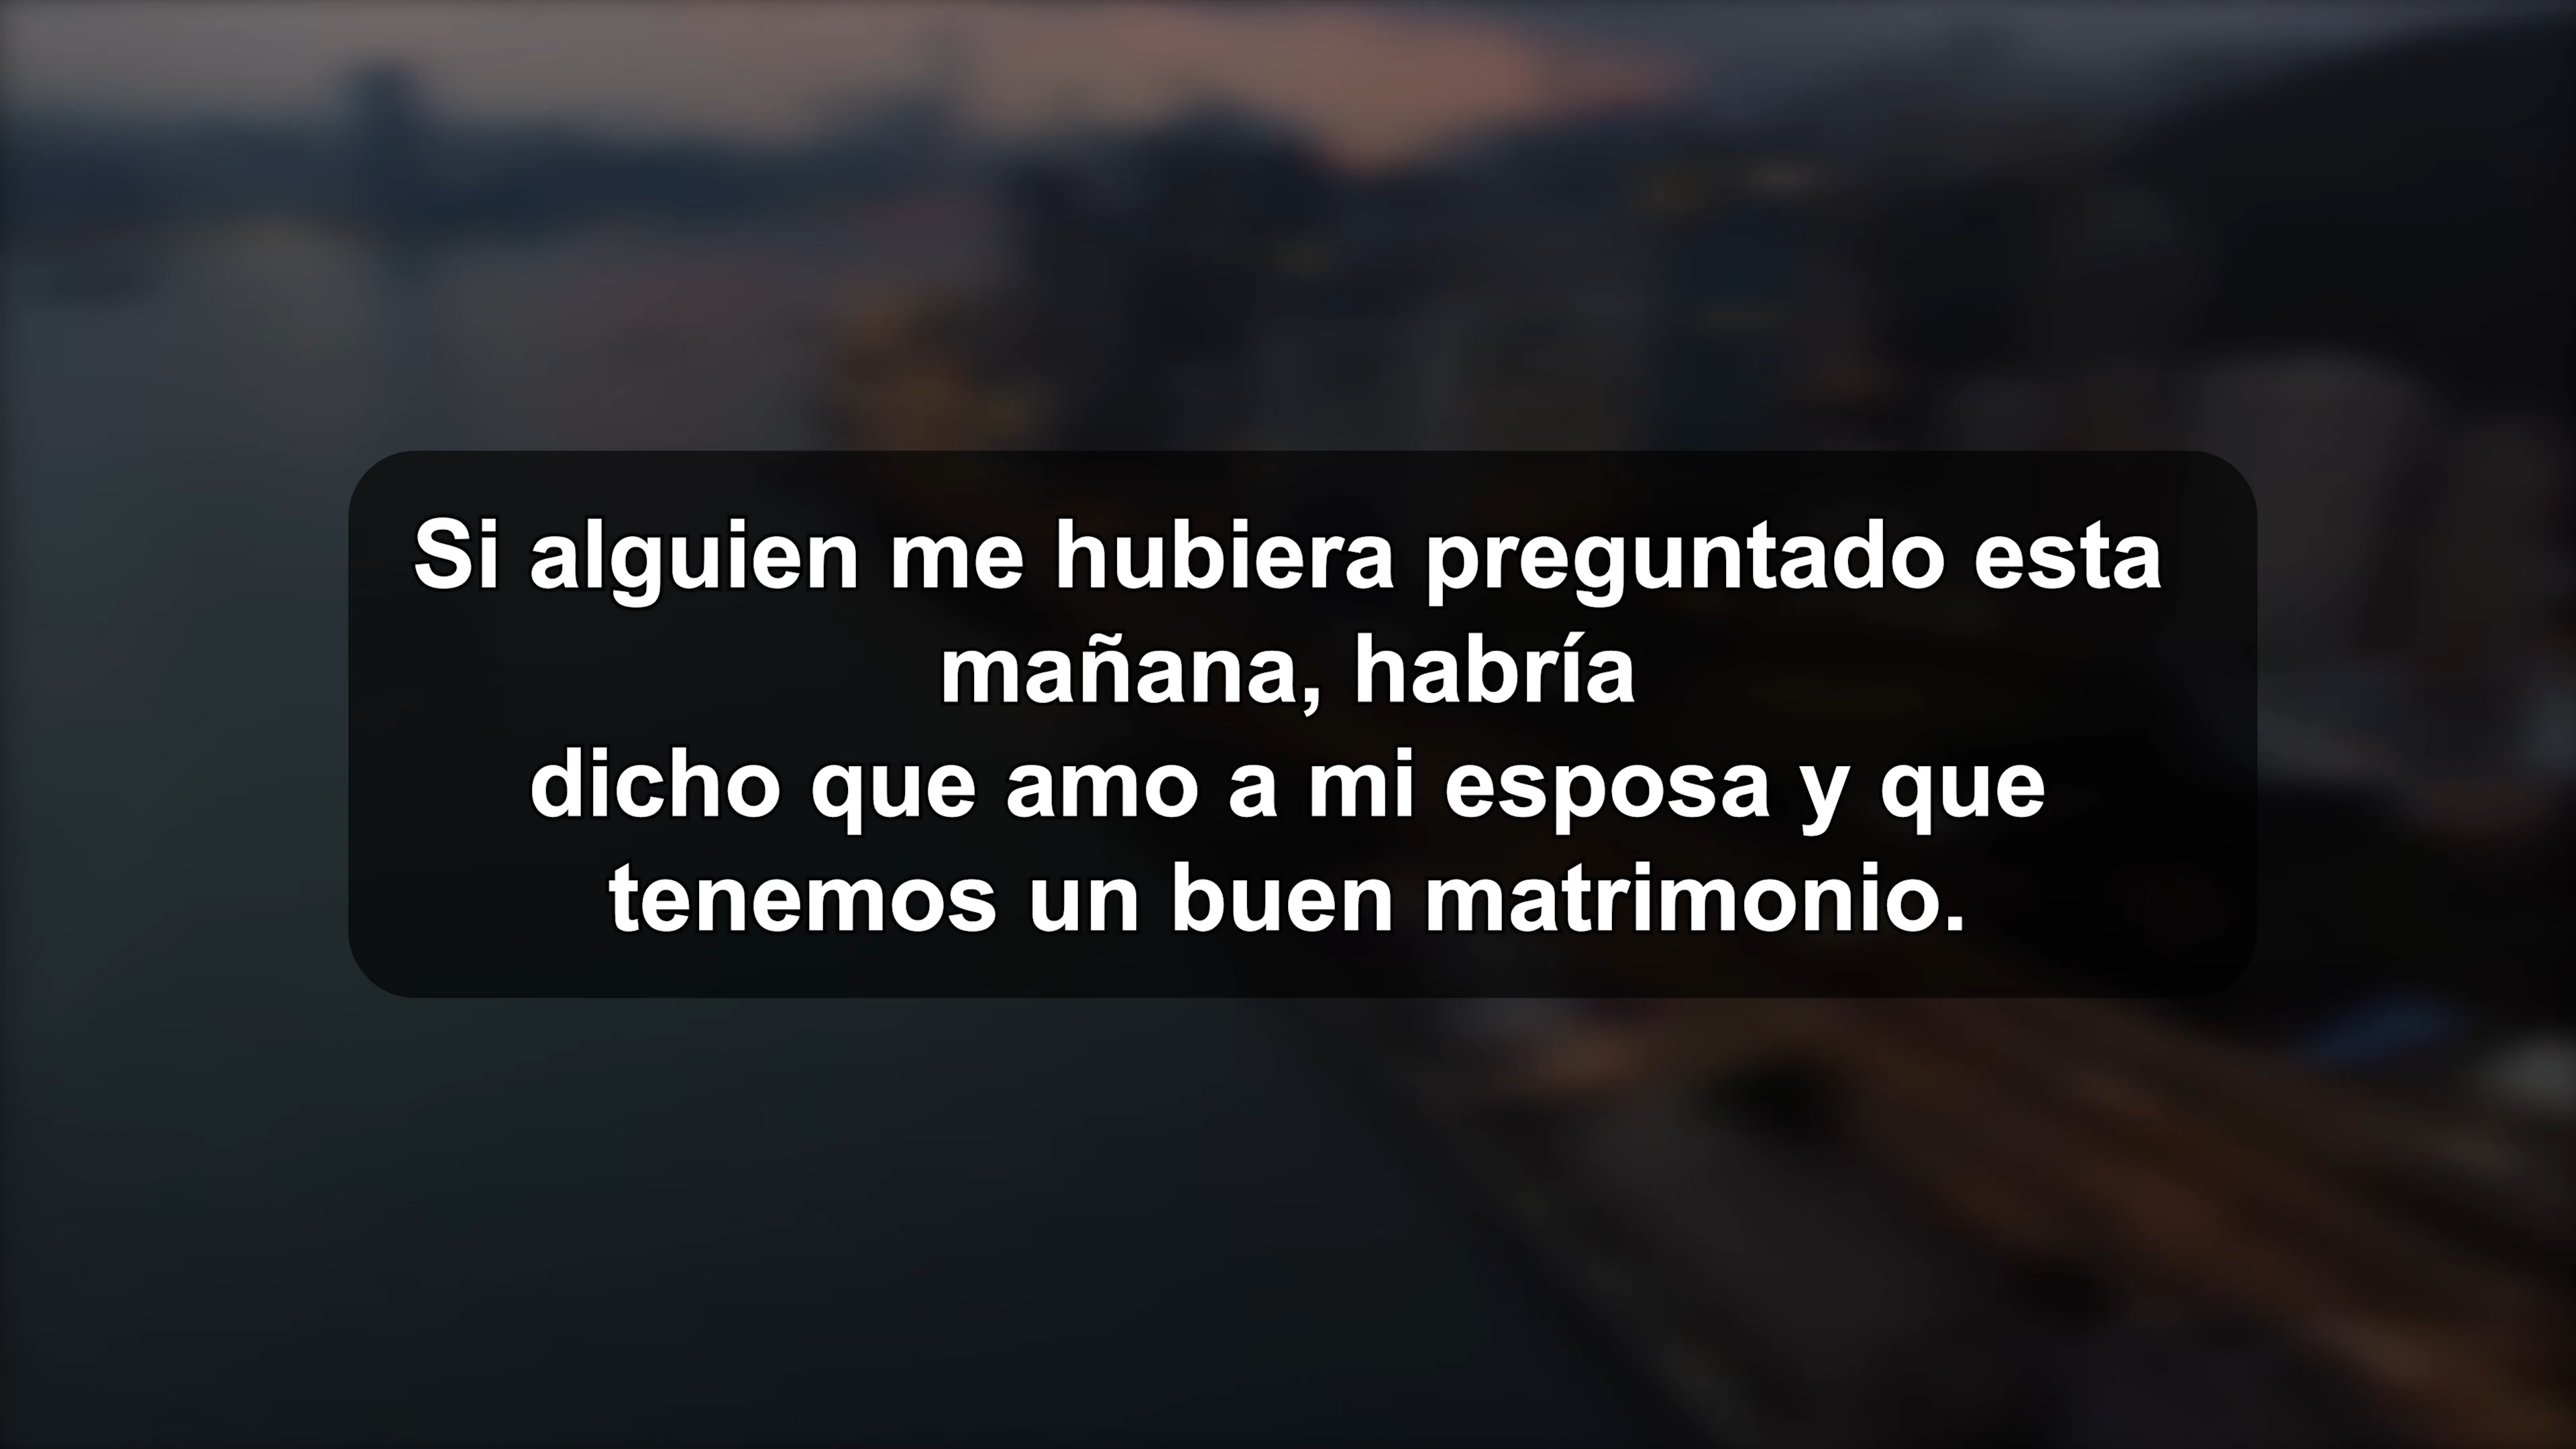 Si alguien me hubiera preguntado esta
mañana, habría
dicho que amo a mi esposa y que
tenemos un buen matrimonio.